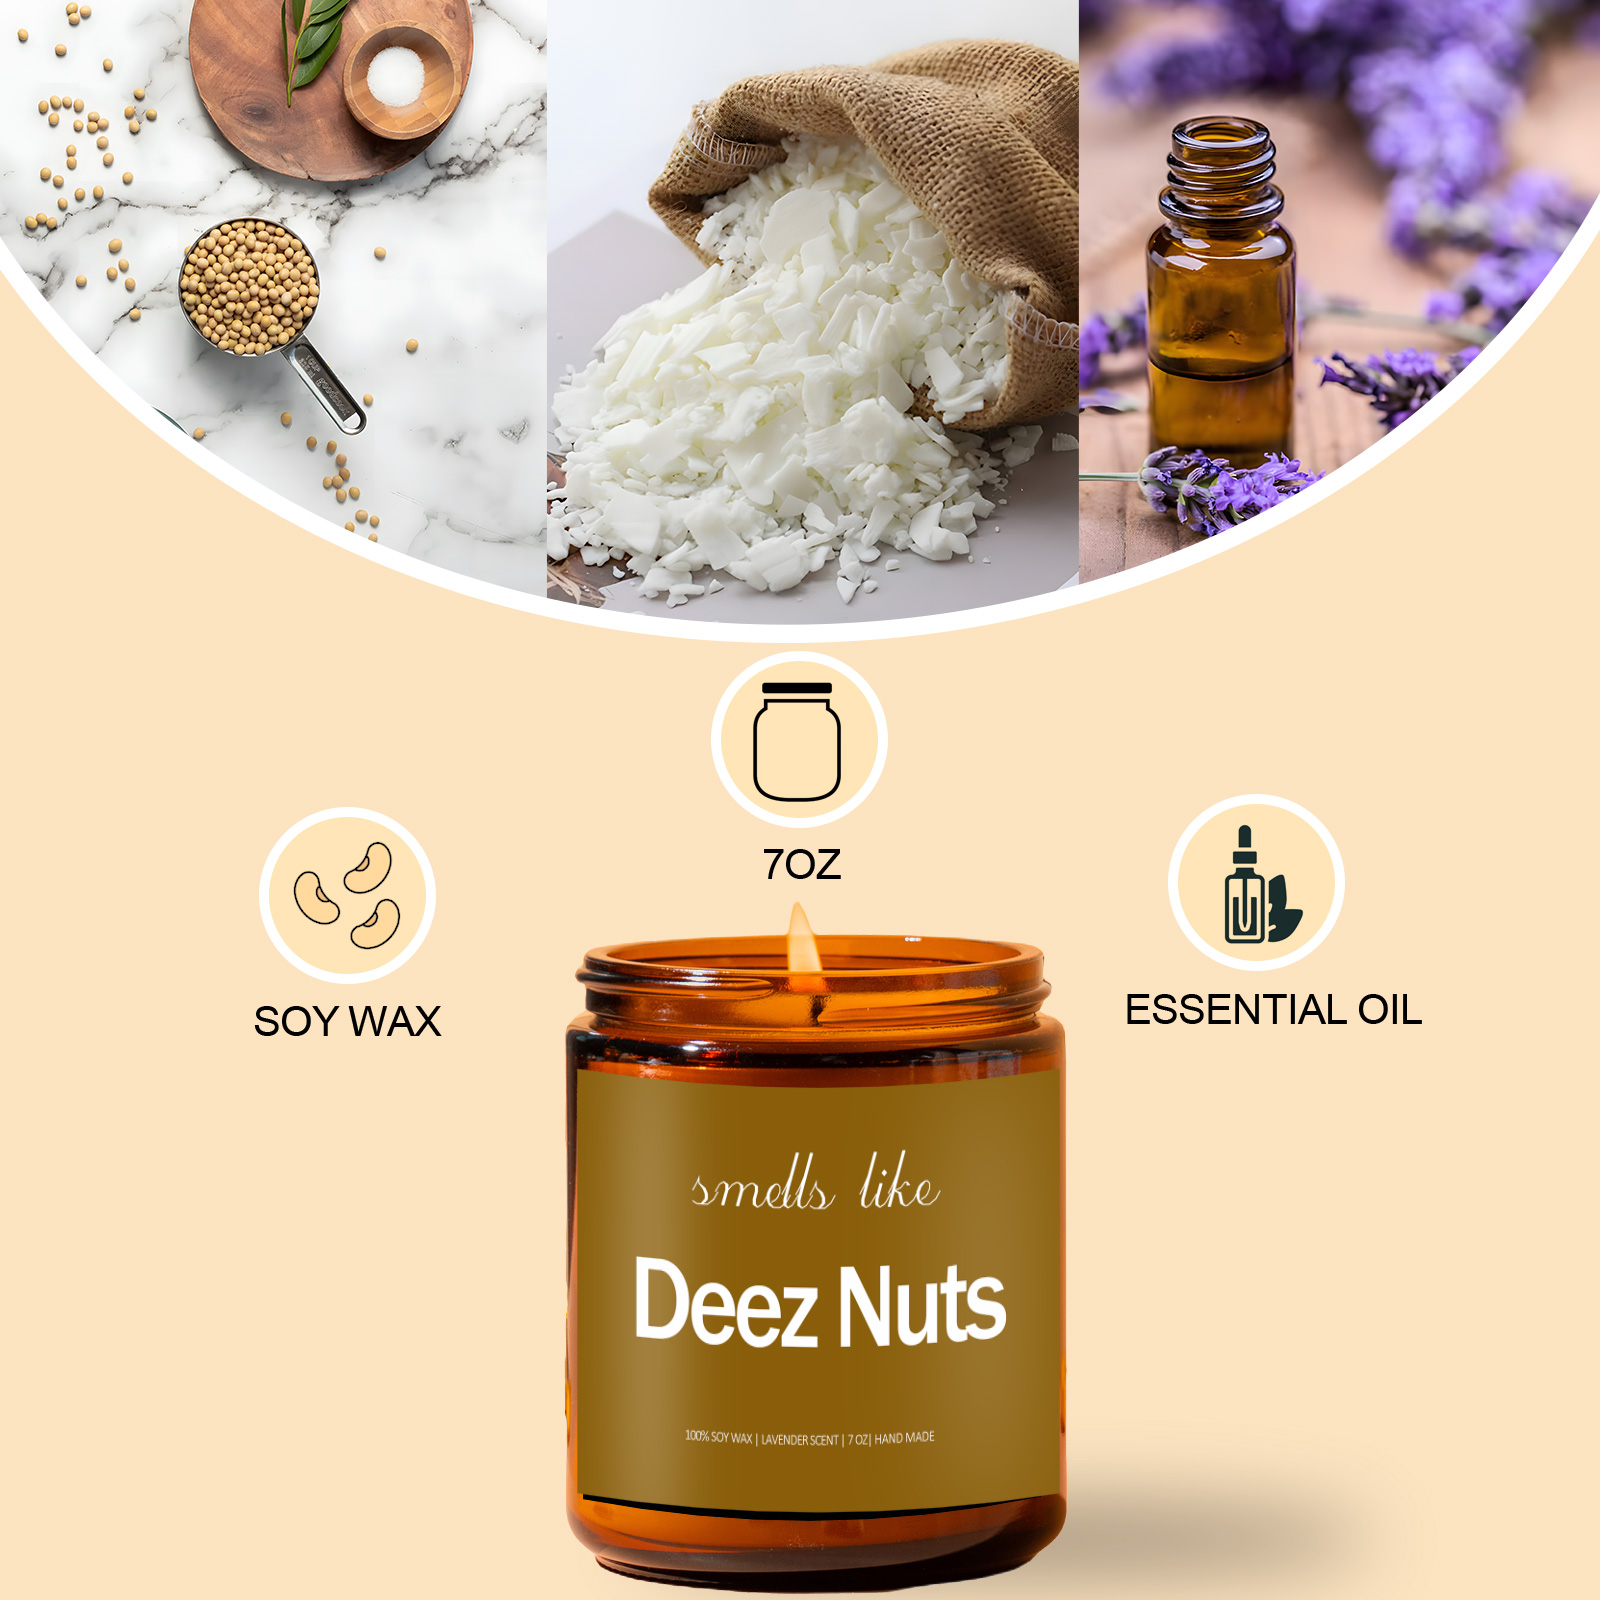 7OZ
SOY WAX
ESSENTIAL OIL
smells like
Deez Nuts
100% SOY WAX | LAVENDER SCENT | 7 OZ| HAND MADE